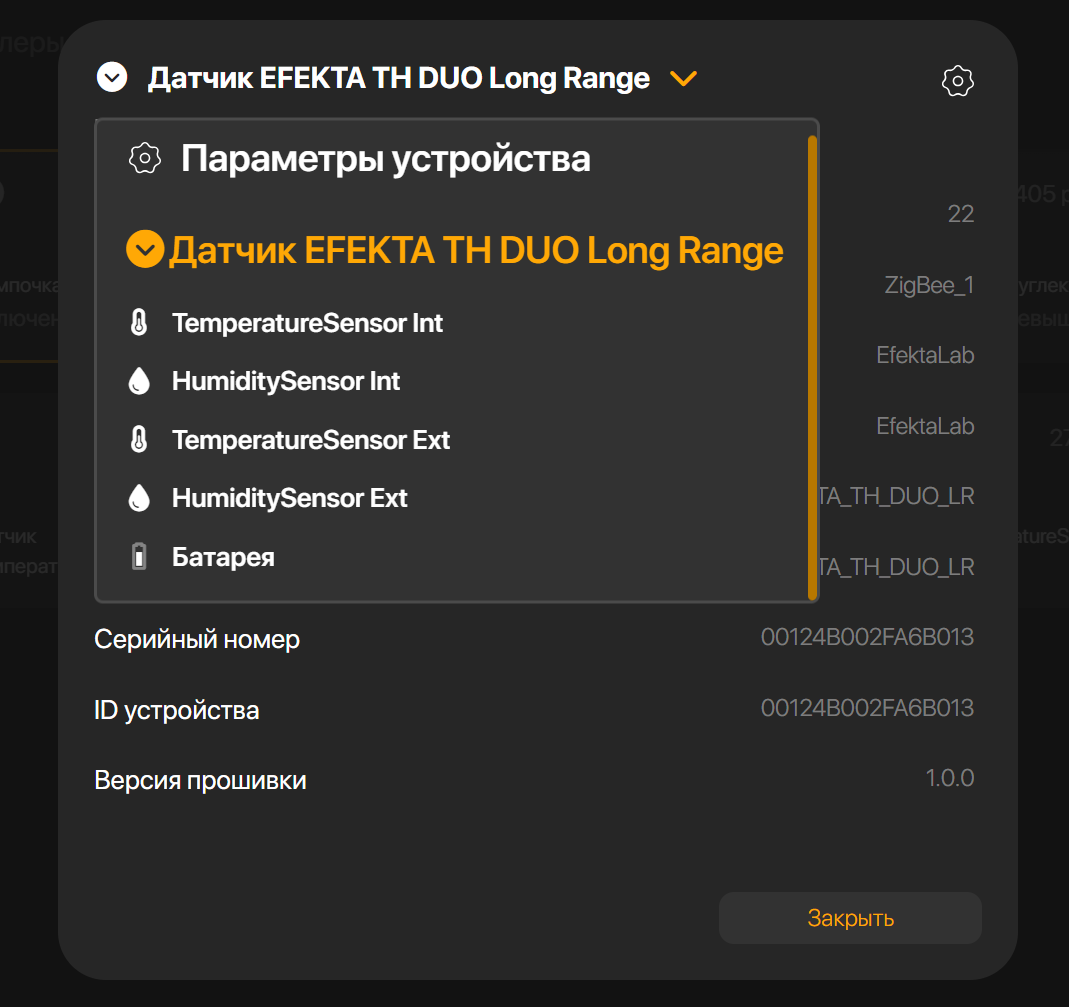 Датчик EFEKTA TH DUO Long Range
Параметры устройства
22
Датчик EFEKTA TH DUO Long Range
ZigBee_1
TemperatureSensor Int
EfektaLab
HumiditySensor Int
EfektaLab
TemperatureSensor Ext
TA_TH_DUO_LR
HumiditySensor Ext
TA_TH_DUO_LR
Батарея
Серийный номер 00124B002FA6B013
ID устройства 00124B002FA6B013
Версия прошивки 1.0.0
Закрыть